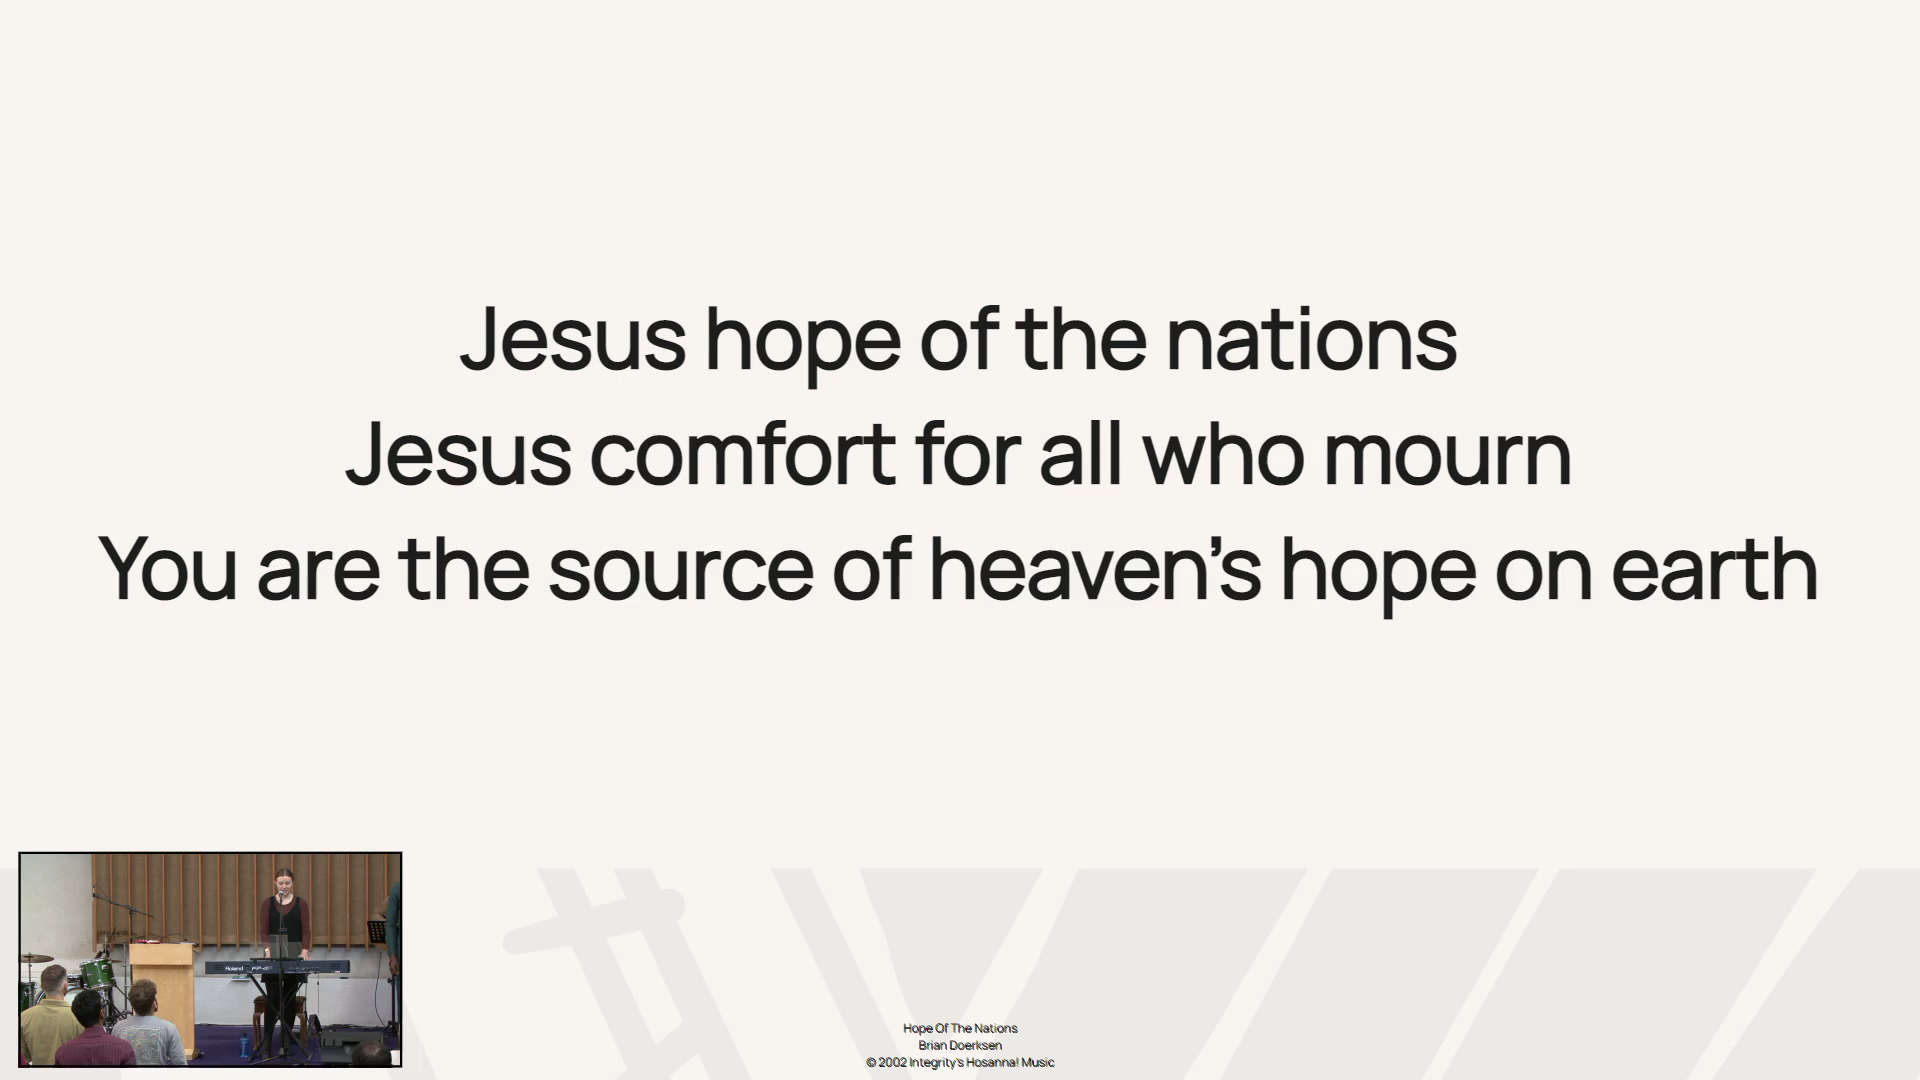 Jesus hope of the nations
Jesus comfort for all who mourn
You are the source of heaven’s hope on earth
Roland
Hope Of The Nations
Brian Doerksen
© 2002 Integrity's Hosanna! Music